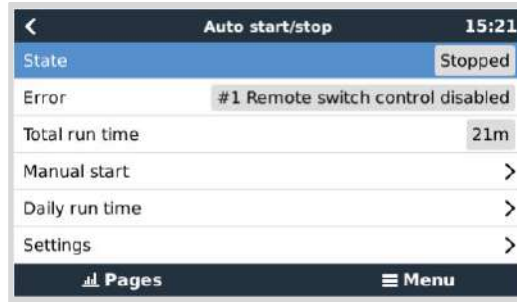 Auto start/stop 15:21
State Stopped
Error #1 Remote switch control disabled
Total run time 21m
Manual start
Daily run time
Settings
Pages Menu